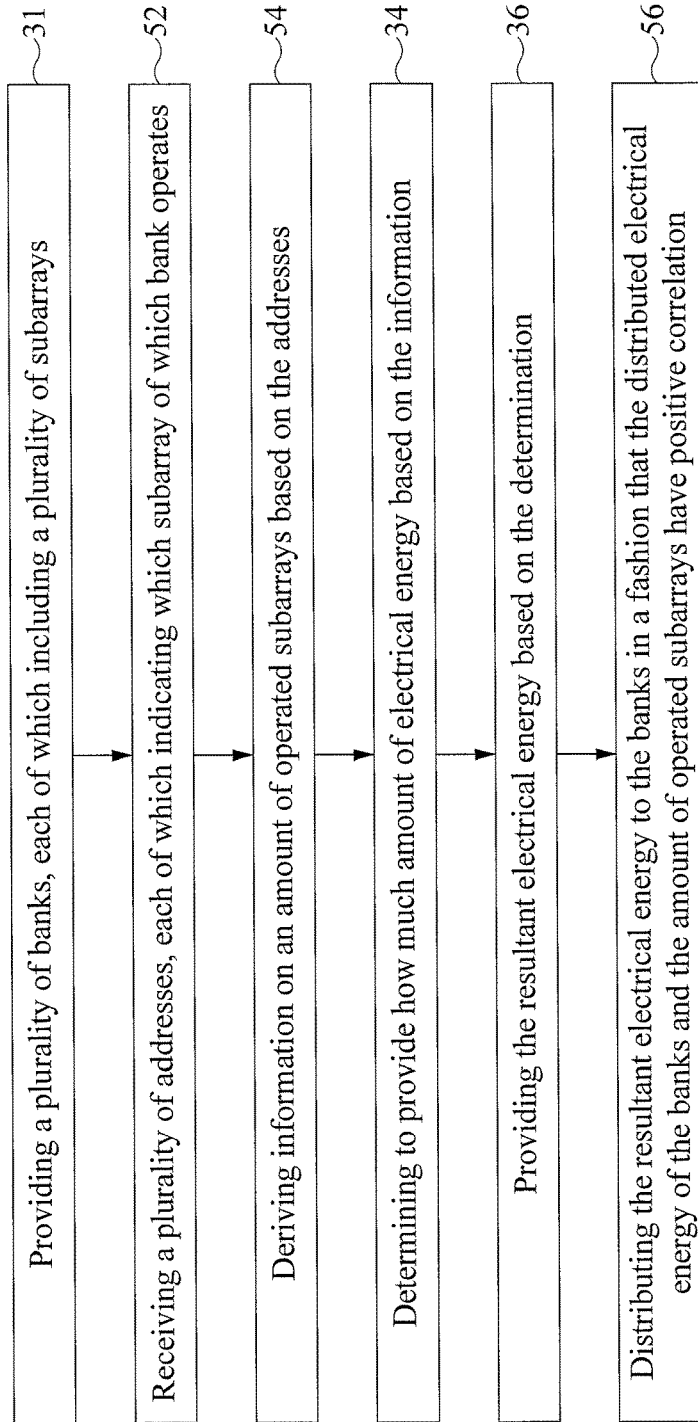 Providing a plurality of banks, each of which including a plurality of subarrays
31
Receiving a plurality of addresses, each of which indicating which subarray of which bank operates
52
Deriving information on an amount of operated subarrays based on the addresses
54
Determining to provide how much amount of electrical energy based on the information
34
Providing the resultant electrical energy based on the determination
36
Distributing the resultant electrical energy to the banks in a fashion that the distributed electrical
energy of the banks and the amount of operated subarrays have positive correlation
56